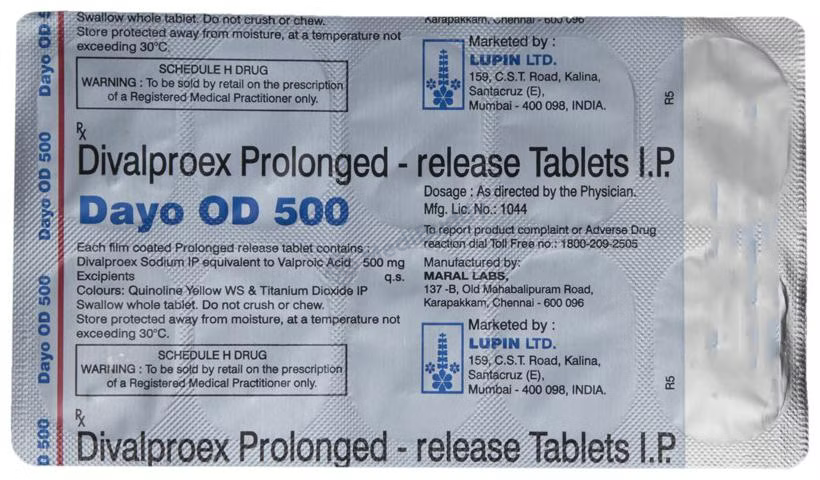 Swallow whole tablet. Do not crush or chew.
Store protected away from moisture, at a temperature not
exceeding 30°C.
SCHEDULE H DRUG
WARNING : To be sold by retail on the prescription
of a Registered Medical Practitioner only.
Karapakkam, Chennai - 600 096
Marketed by :
LUPIN LTD.
159, C.S.T. Road, Kalina,
Santacruz (E),
Mumbai - 400 098, INDIA.
R5
Rx
Divalproex Prolonged - release Tablets I.P.
Dayo OD 500
Each film coated Prolonged release tablet contains :
Divalproex Sodium IP equivalent to Valproic Acid 500 mg
Excipients q.s.
Colours: Quinoline Yellow WS & Titanium Dioxide IP
Swallow whole tablet. Do not crush or chew.
Store protected away from moisture, at a temperature not
exceeding 30°C.
SCHEDULE H DRUG
WARNING : To be sold by retail on the prescription
of a Registered Medical Practitioner only.
Dosage : As directed by the Physician.
Mfg. Lic. No.: 1044
To report product complaint or Adverse Drug
reaction dial Toll Free no.: 1800-209-2505
Manufactured by:
MARAL LABS,
137 -B, Old Mahabalipuram Road,
Karapakkam, Chennai - 600 096
Marketed by :
LUPIN LTD.
159, C.S.T. Road, Kalina,
Santacruz (E),
Mumbai - 400 098, INDIA.
R5
Rx
Divalproex Prolonged - release Tablets I.P.
Dayo OD 5
Dayo OD 500
Dayo OD 500
D 500